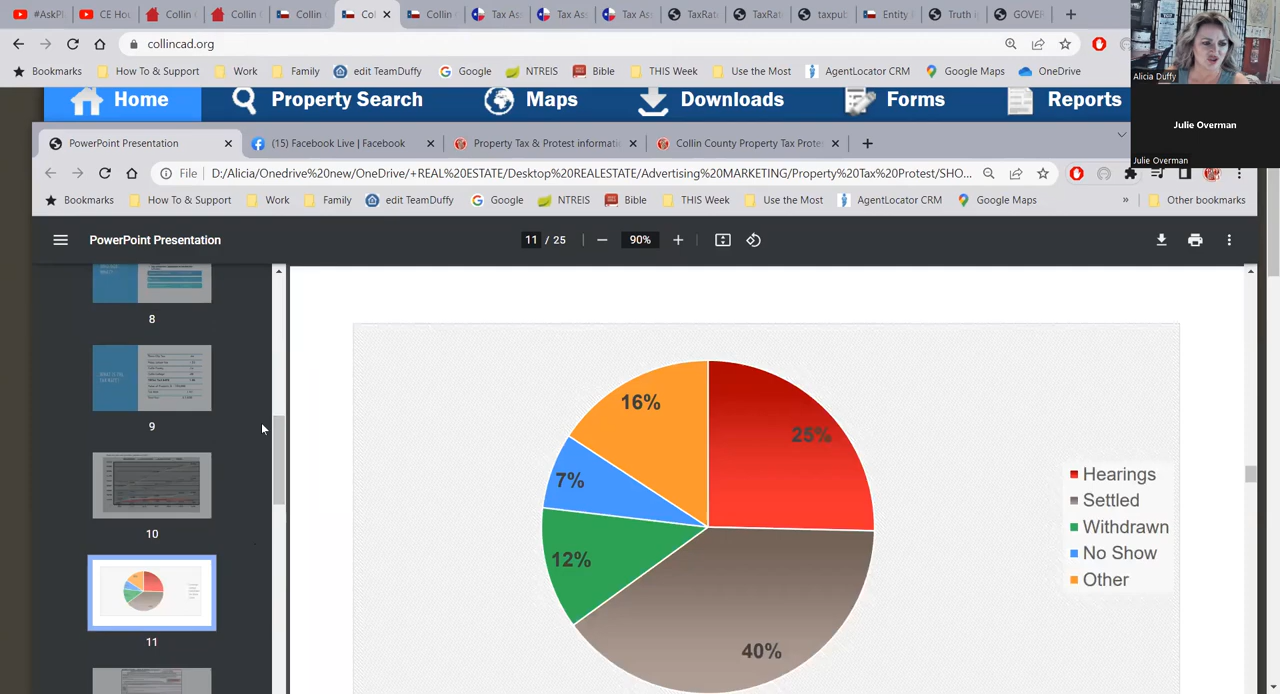 #AskPl
CE Hou
Collin C
Collin C
Collin c
Col
Collin
Tax Ass
Tax Ass
Tax Ass
TaxRat
TaxRat
taxpub
Entity I
Truth i
GOVER
collincad.org
Bookmarks How To & Support Work Family edit TeamDuffy Google NTREIS Bible THIS Week Use the Most AgentLocator CRM Google Maps OneDrive
Alicia Duffy
Home Property Search Maps Downloads Forms Reports
Julie Overman
Julie Overman
PowerPoint Presentation
(15) Facebook Live | Facebook
Property Tax & Protest informati
Collin County Property Tax Prote
File D:/Alicia/Onedrive%20new/OneDrive/+REAL%20ESTATE/Desktop%20REALESTATE/Advertising%20MARKETING/Property%20Tax%20Protest/SHO...
Bookmarks How To & Support Work Family edit TeamDuffy Google NTREIS Bible THIS Week Use the Most AgentLocator CRM Google Maps » Other bookmarks
PowerPoint Presentation
11 / 25
90%
8
9
10
11
16%
25%
7%
12%
40%
Hearings
Settled
Withdrawn
No Show
Other